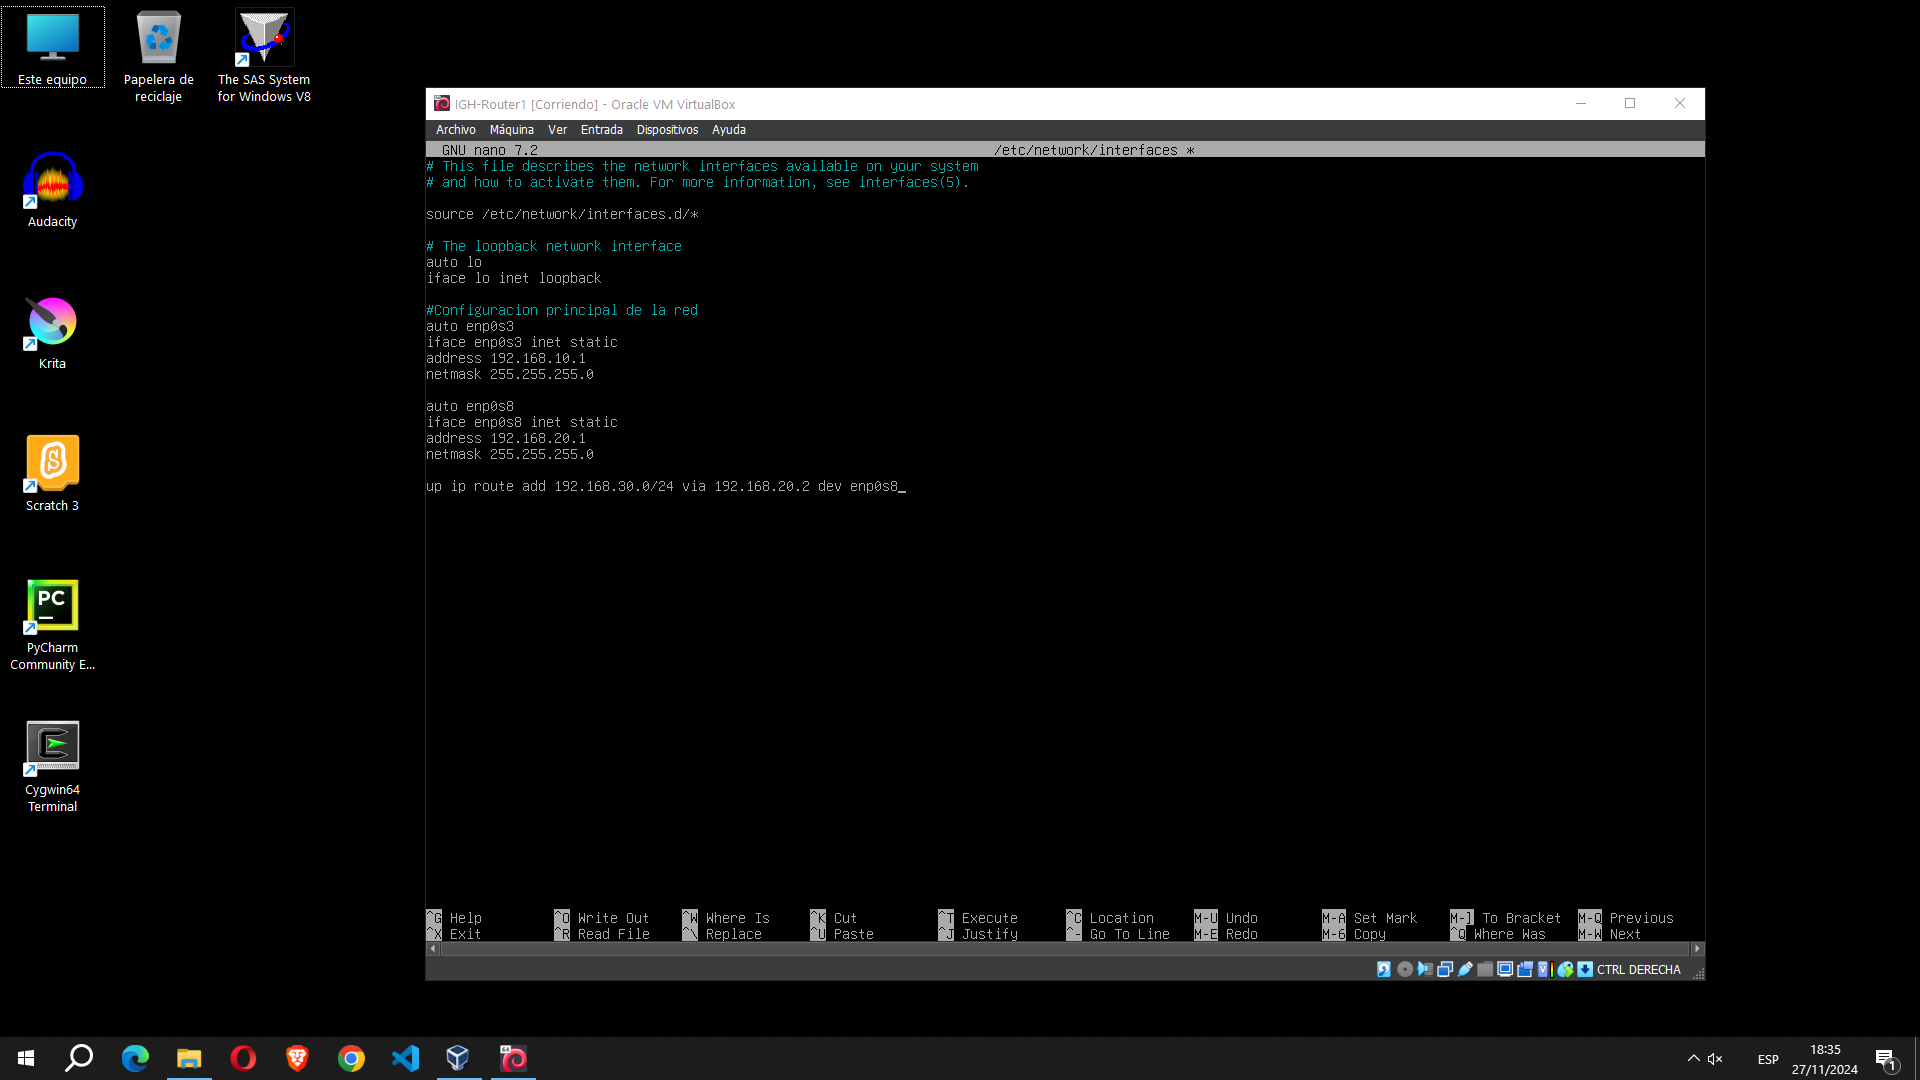 Este equipo
Papelera de
reciclaje
The SAS System
for Windows V8
Audacity
Krita
Scratch 3
PC
PyCharm
Community E...
Cygwin64
Terminal
IGH-Router1 [Corriendo] - Oracle VM VirtualBox
Archivo Máquina Ver Entrada Dispositivos Ayuda
GNU nano 7.2 /etc/network/interfaces *
# This file describes the network interfaces available on your system
# and how to activate them. For more information, see interfaces(5).
source /etc/network/interfaces.d/*
# The loopback network interface
auto lo
iface lo inet loopback
#Configuracion principal de la red
auto enp0s3
iface enp0s3 inet static
address 192.168.10.1
netmask 255.255.255.0
auto enp0s8
iface enp0s8 inet static
address 192.168.20.1
netmask 255.255.255.0
up ip route add 192.168.30.0/24 via 192.168.20.2 dev enp0s8_
^G Help ^O Write Out ^W Where Is ^K Cut ^T Execute ^C Location M-U Undo M-A Set Mark M-] To Bracket M-Q Previous
^X Exit ^R Read File ^\ Replace ^U Paste ^J Justify ^- Go To Line M-E Redo M-6 Copy ^Q Where Was M-W Next
CTRL DERECHA
ESP
18:35
27/11/2024
1